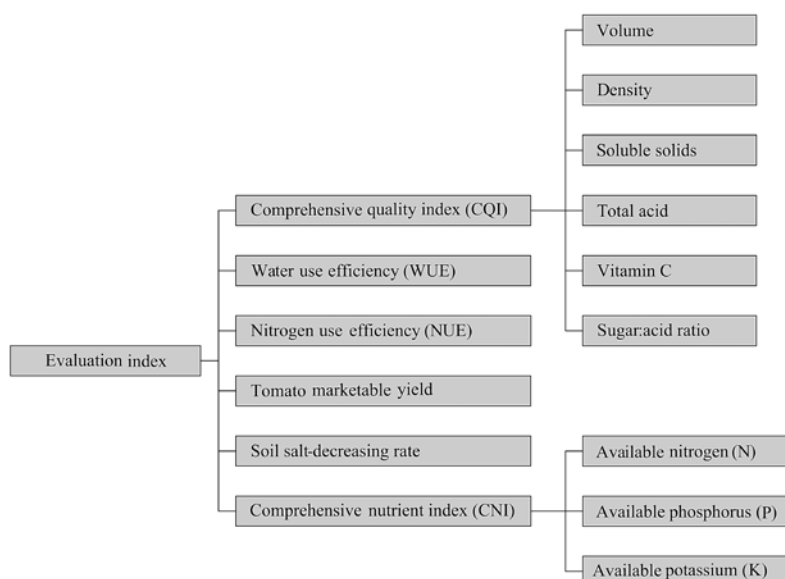 Volume
Density
Soluble solids
Comprehensive quality index (CQI)
Total acid
Water use efficiency (WUE)
Vitamin C
Nitrogen use efficiency (NUE)
Sugar:acid ratio
Evaluation index
Tomato marketable yield
Soil salt-decreasing rate
Available nitrogen (N)
Comprehensive nutrient index (CNI)
Available phosphorus (P)
Available potassium (K)